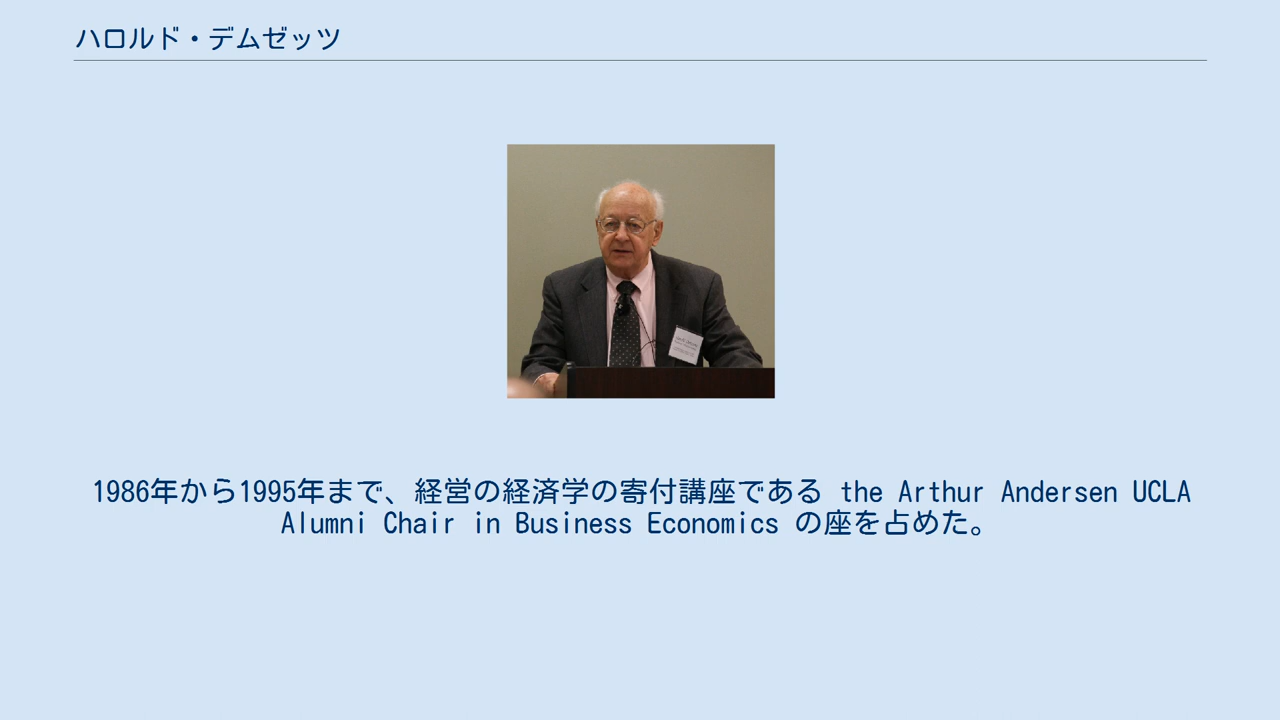 ハロルド・デムゼッツ
1986年から1995年まで、経営の経済学の寄付講座である the Arthur Andersen UCLA
Alumni Chair in Business Economics の座を占めた。